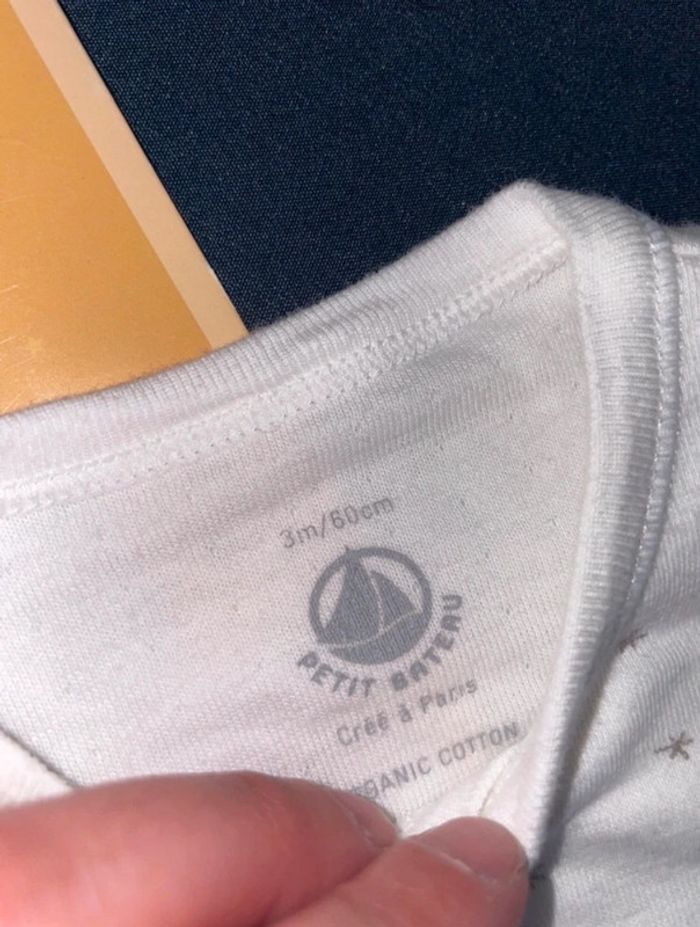 3m/60cm
PETIT BATEAU
Créé à Paris
ORGANIC COTTON